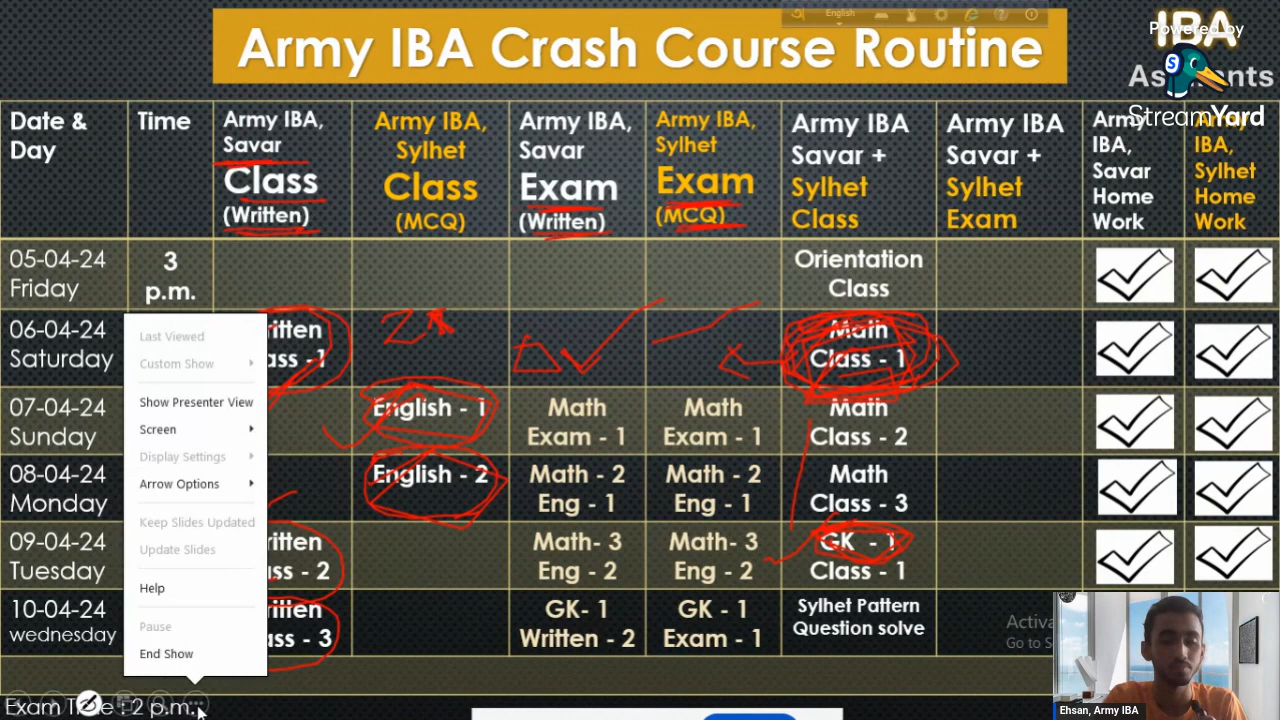 Army IBA Crash Course Routine
English
IBA
Powered by
StreamYard
Date &
Day
Time
Army IBA,
Savar
Class
(Written)
Army IBA,
Sylhet
Class
(MCQ)
Army IBA,
Savar
Exam
(Written)
Army IBA,
Sylhet
Exam
(MCQ)
Army IBA
Savar +
Sylhet
Class
Army IBA
Savar +
Sylhet
Exam
Army
IBA,
Savar
Home
Work
Army
IBA,
Sylhet
Home
Work
05-04-24
Friday
3
p.m.
Orientation
Class
06-04-24
Saturday
Math
Class - 1
07-04-24
Sunday
English - 1
Math
Exam - 1
Math
Exam - 1
Math
Class - 2
08-04-24
Monday
English - 2
Math - 2
Eng - 1
Math - 2
Eng - 1
Math
Class - 3
09-04-24
Tuesday
Math- 3
Eng - 2
Math- 3
Eng - 2
GK - 1
Class - 1
10-04-24
wednesday
GK- 1
Written - 2
GK - 1
Exam - 1
Sylhet Pattern
Question solve
Last Viewed
Custom Show
Show Presenter View
Screen
Display Settings
Arrow Options
Keep Slides Updated
Update Slides
Help
Pause
End Show
2 p.m.
Ehsan, Army IBA